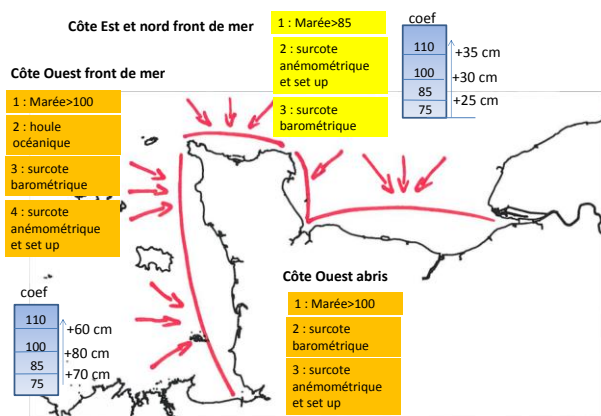 Côte Est et nord front de mer
1 : Marée>85
2 : surcote
anémométrique
et set up
3 : surcote
barométrique
coef
110
100
85
75
+35 cm
+30 cm
+25 cm
Côte Ouest front de mer
1 : Marée>100
2 : houle
océanique
3 : surcote
barométrique
4 : surcote
anémométrique
et set up
coef
110
100
85
75
+60 cm
+80 cm
+70 cm
Côte Ouest abris
1 : Marée>100
2 : surcote
barométrique
3 : surcote
anémométrique
et set up